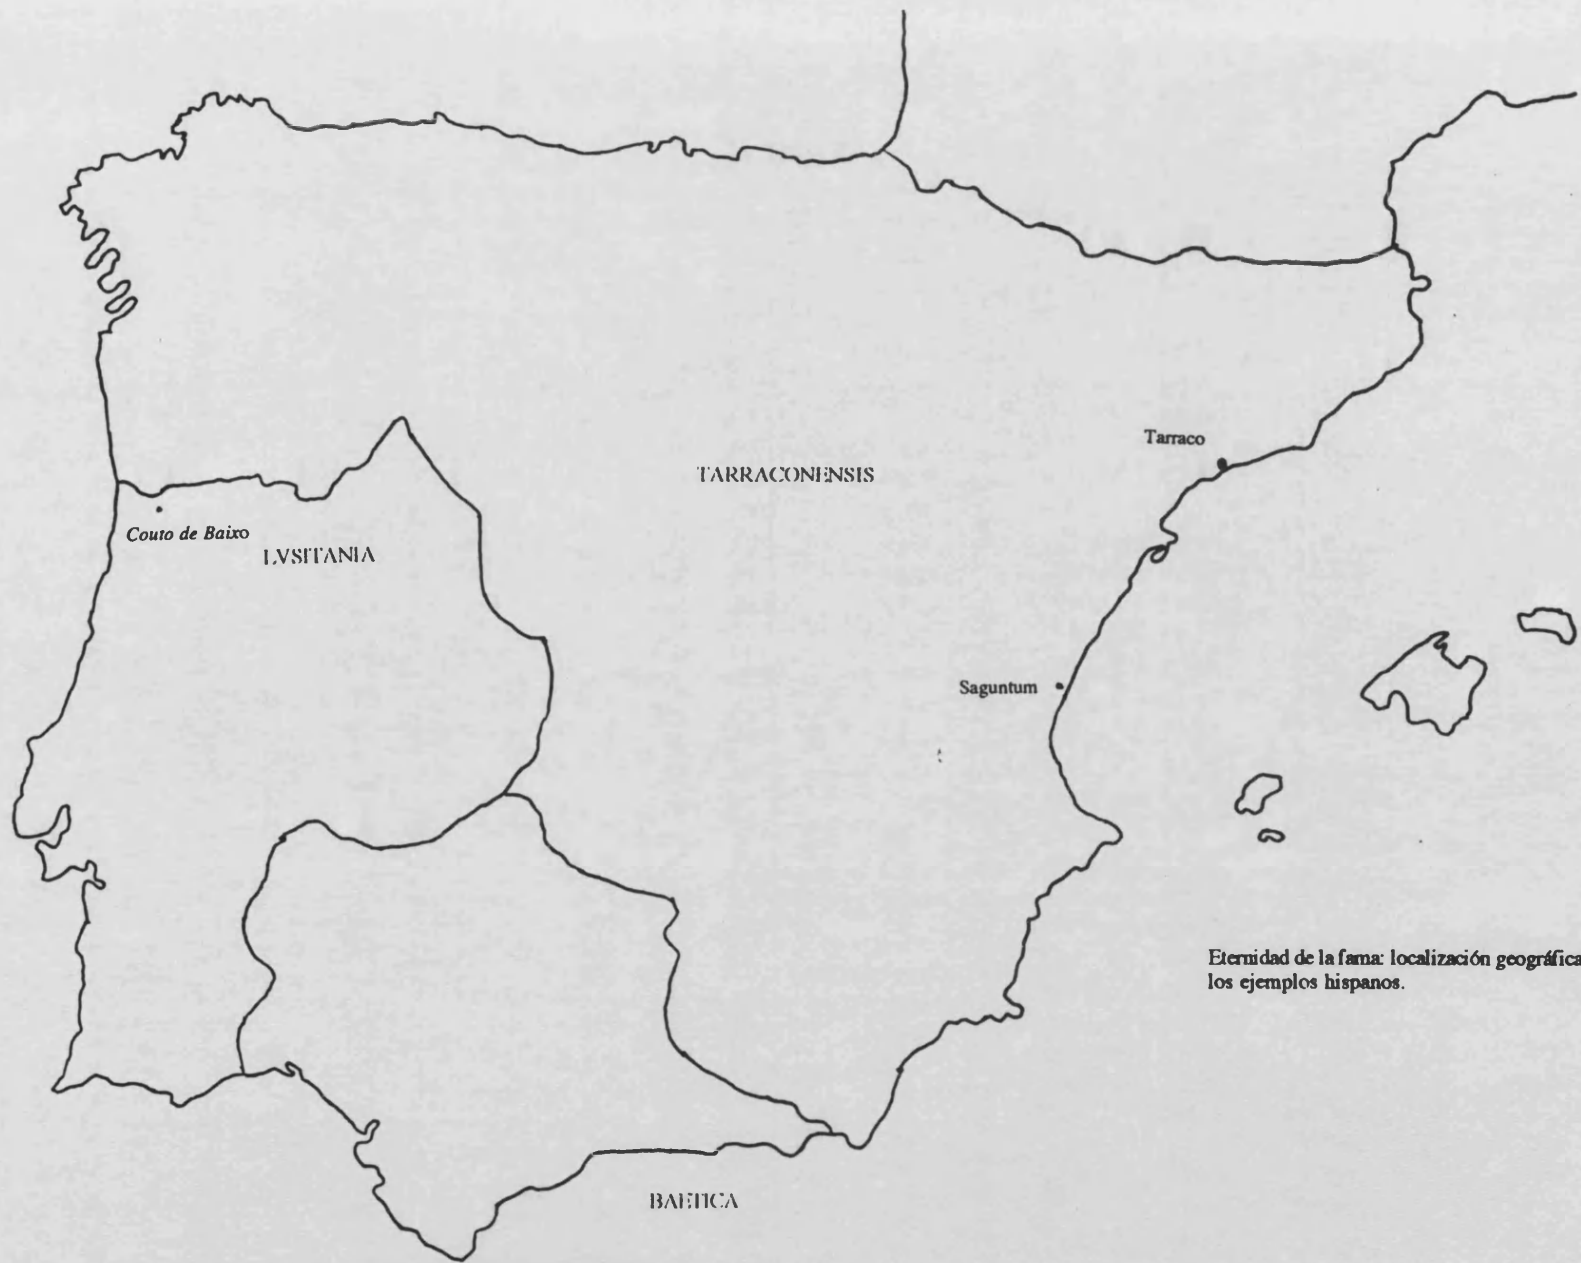 Tarraco
TARRACONENSIS
Couto de Baixo
LVSITANIA
Saguntum
Eternidad de la fama: localización geográfica
los ejemplos hispanos.
BAETICA